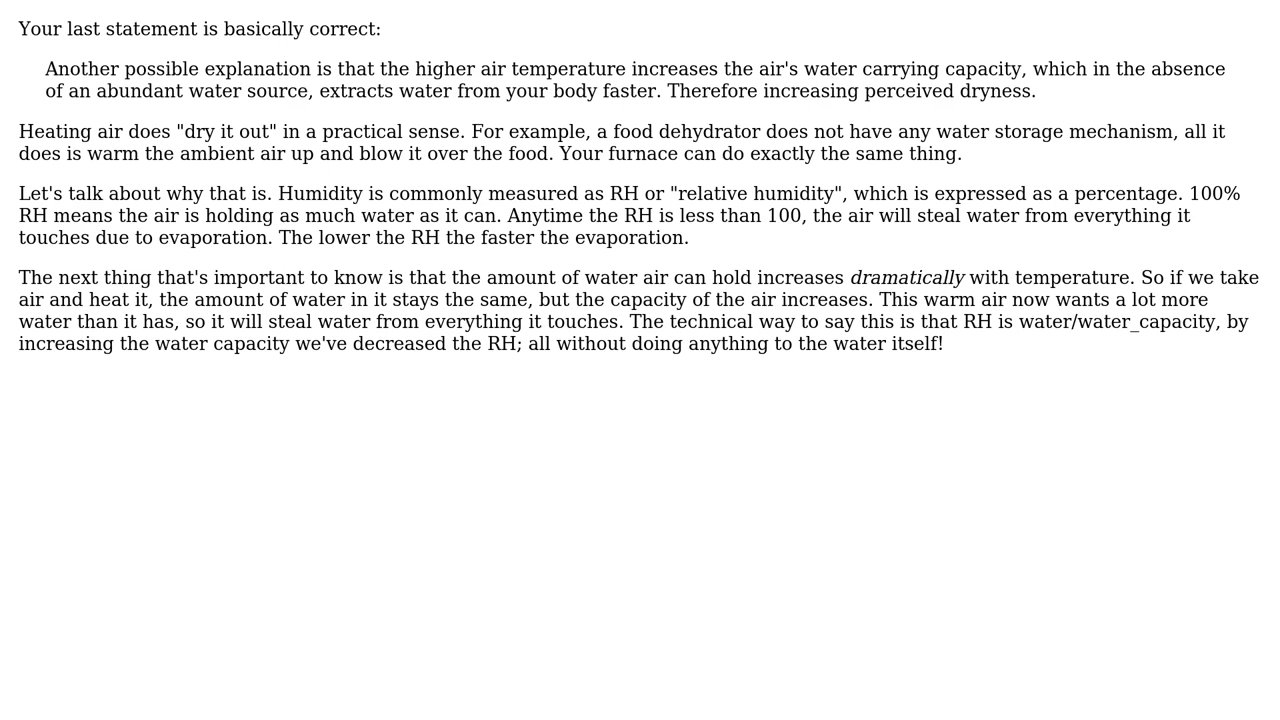 Your last statement is basically correct:
Another possible explanation is that the higher air temperature increases the air's water carrying capacity, which in the absence
of an abundant water source, extracts water from your body faster. Therefore increasing perceived dryness.
Heating air does "dry it out" in a practical sense. For example, a food dehydrator does not have any water storage mechanism, all it
does is warm the ambient air up and blow it over the food. Your furnace can do exactly the same thing.
Let's talk about why that is. Humidity is commonly measured as RH or "relative humidity", which is expressed as a percentage. 100%
RH means the air is holding as much water as it can. Anytime the RH is less than 100, the air will steal water from everything it
touches due to evaporation. The lower the RH the faster the evaporation.
The next thing that's important to know is that the amount of water air can hold increases dramatically with temperature. So if we take
air and heat it, the amount of water in it stays the same, but the capacity of the air increases. This warm air now wants a lot more
water than it has, so it will steal water from everything it touches. The technical way to say this is that RH is water/water_capacity, by
increasing the water capacity we've decreased the RH; all without doing anything to the water itself!